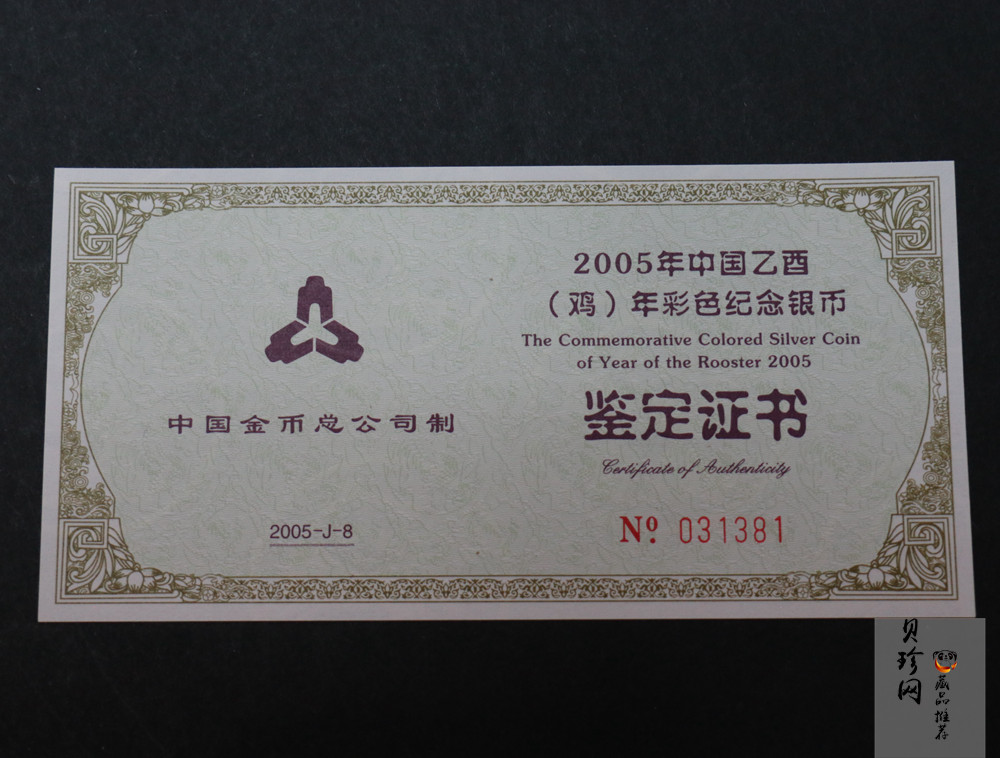 中国金币总公司制
2005-J-8
2005年中国乙酉
（鸡）年彩色纪念银币
The Commemorative Colored Silver Coin
of Year of the Rooster 2005
鉴定证书
Certificate of Authenticity
Nº 031381
贝珍网
藏品推荐